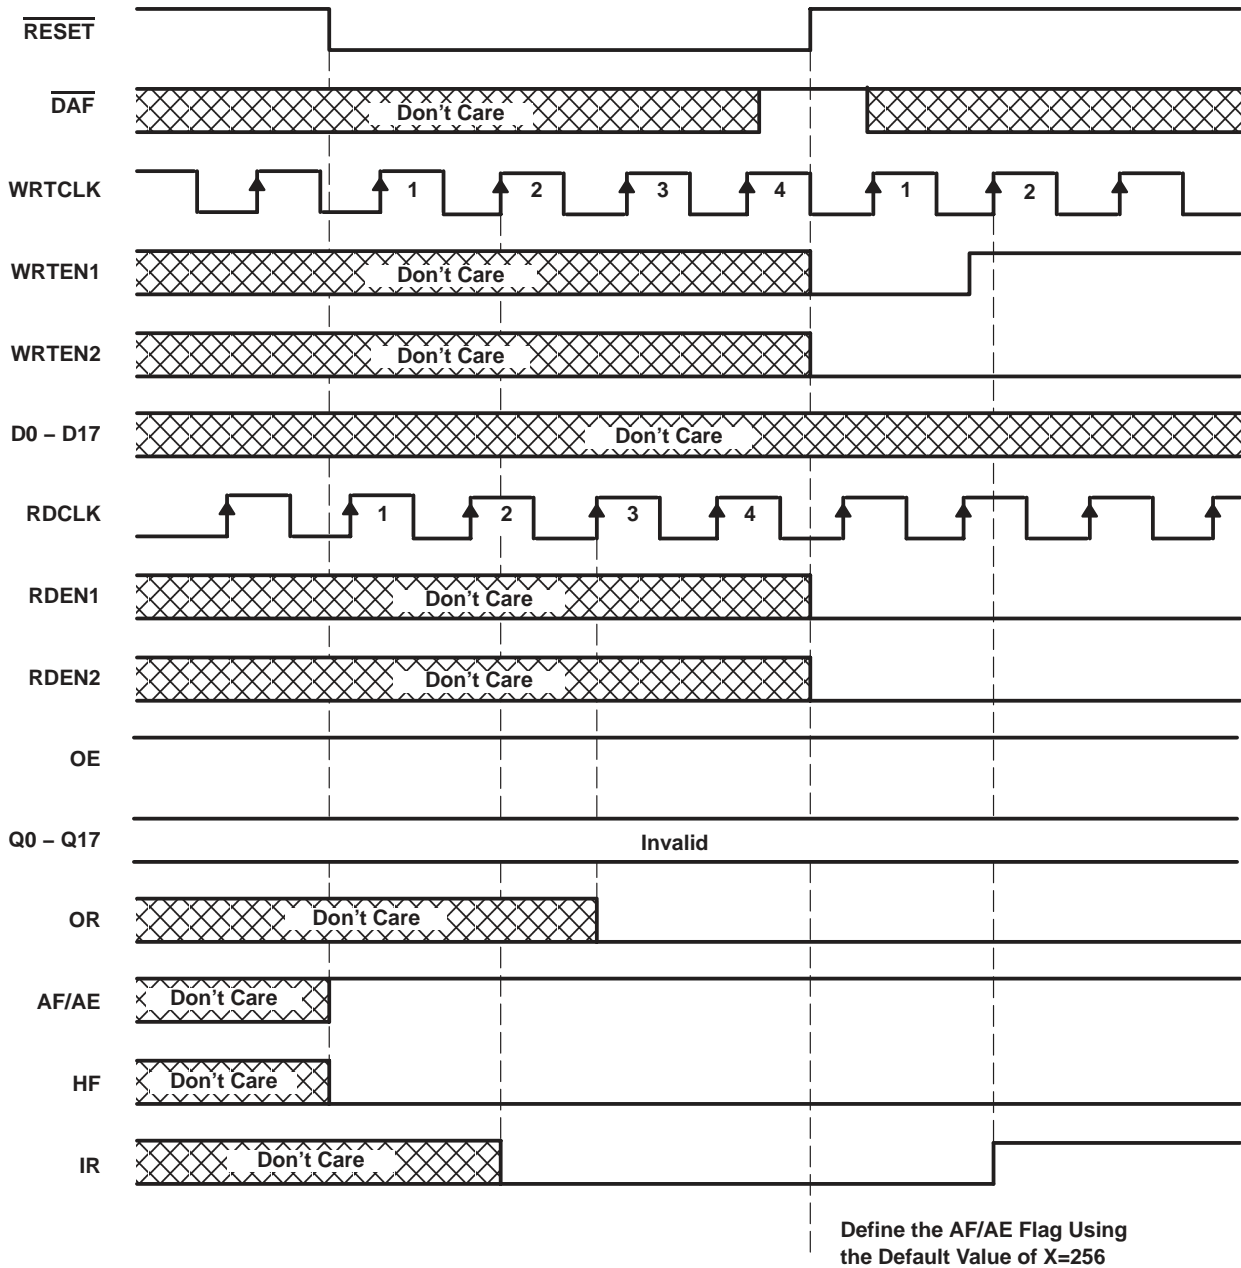 RESET
DAF
Don't Care
WRTCLK
1 2 3 4 1 2
WRTEN1
Don't Care
WRTEN2
Don't Care
D0 – D17
Don't Care
RDCLK
1 2 3 4
RDEN1
Don't Care
RDEN2
Don't Care
OE
Q0 – Q17
Invalid
OR
Don't Care
AF/AE
Don't Care
HF
Don't Care
IR
Don't Care
Define the AF/AE Flag Using
the Default Value of X=256